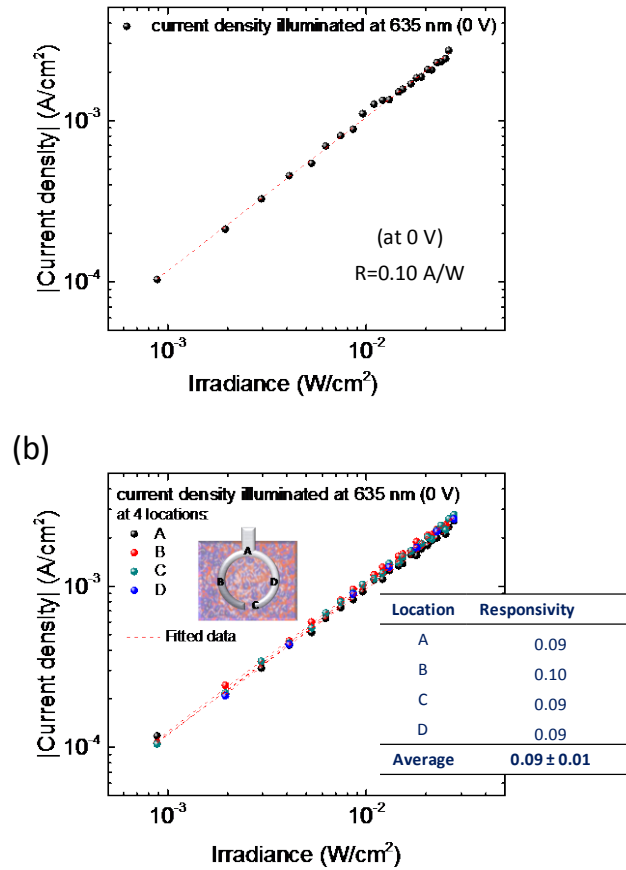 current density illuminated at 635 nm (0 V)
10⁻³
10⁻⁴
|Current density| (A/cm²)
(at 0 V)
R=0.10 A/W
10⁻³ 10⁻²
Irradiance (W/cm²)
(b)
current density illuminated at 635 nm (0 V)
at 4 locations:
A
B
C
D
A
B D
C
Fitted data
10⁻³
10⁻⁴
|Current density| (A/cm²)
Location Responsivity
A 0.09
B 0.10
C 0.09
D 0.09
Average 0.09 ± 0.01
10⁻³ 10⁻²
Irradiance (W/cm²)